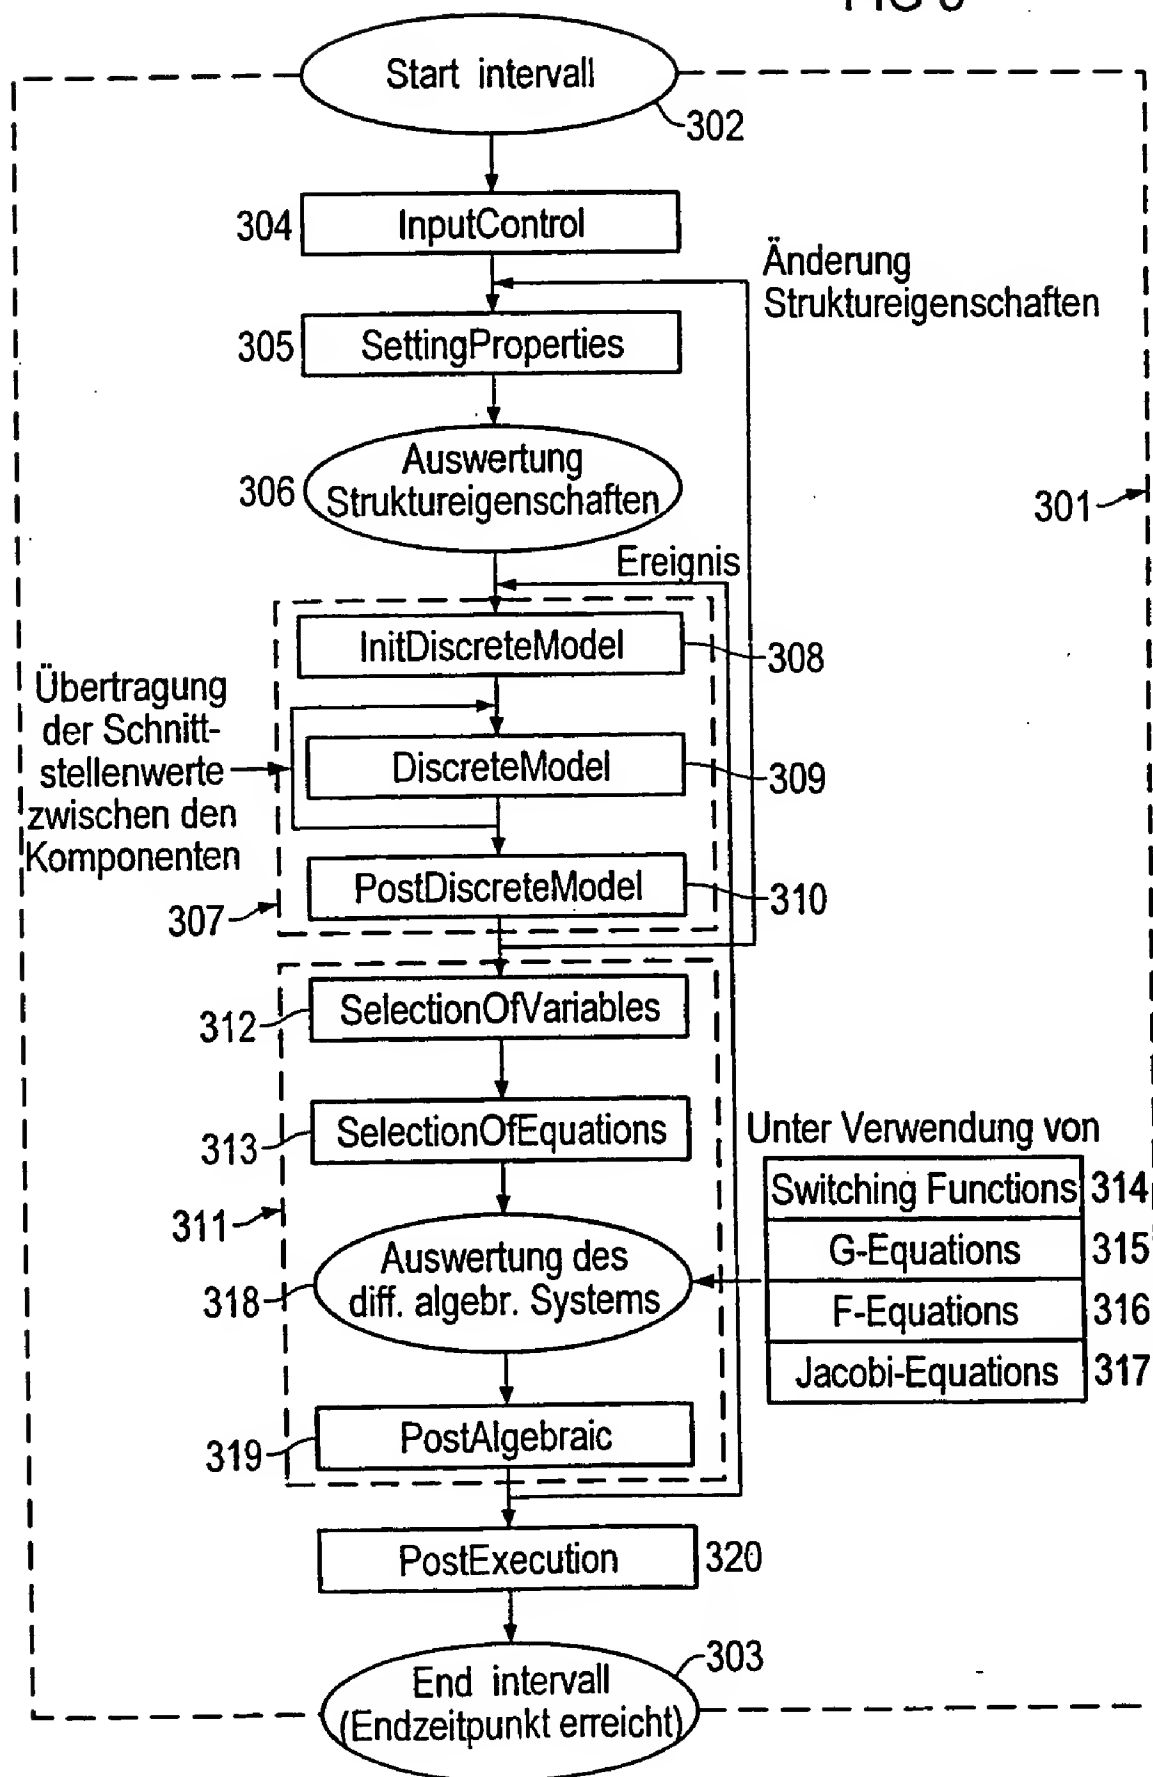 Start intervall
302
304
InputControl
Änderung
Struktureigenschaften
305
SettingProperties
306
Auswertung
Struktureigenschaften
301
Ereignis
InitDiscreteModel
308
Übertragung
der Schnitt-
stellenwerte
zwischen den
Komponenten
DiscreteModel
309
PostDiscreteModel
310
307
312
SelectionOfVariables
313
SelectionOfEquations
311
Unter Verwendung von
Switching Functions
314
G-Equations
315
F-Equations
316
Jacobi-Equations
317
318
Auswertung des
diff. algebr. Systems
319
PostAlgebraic
PostExecution
320
303
End intervall
(Endzeitpunkt erreicht)